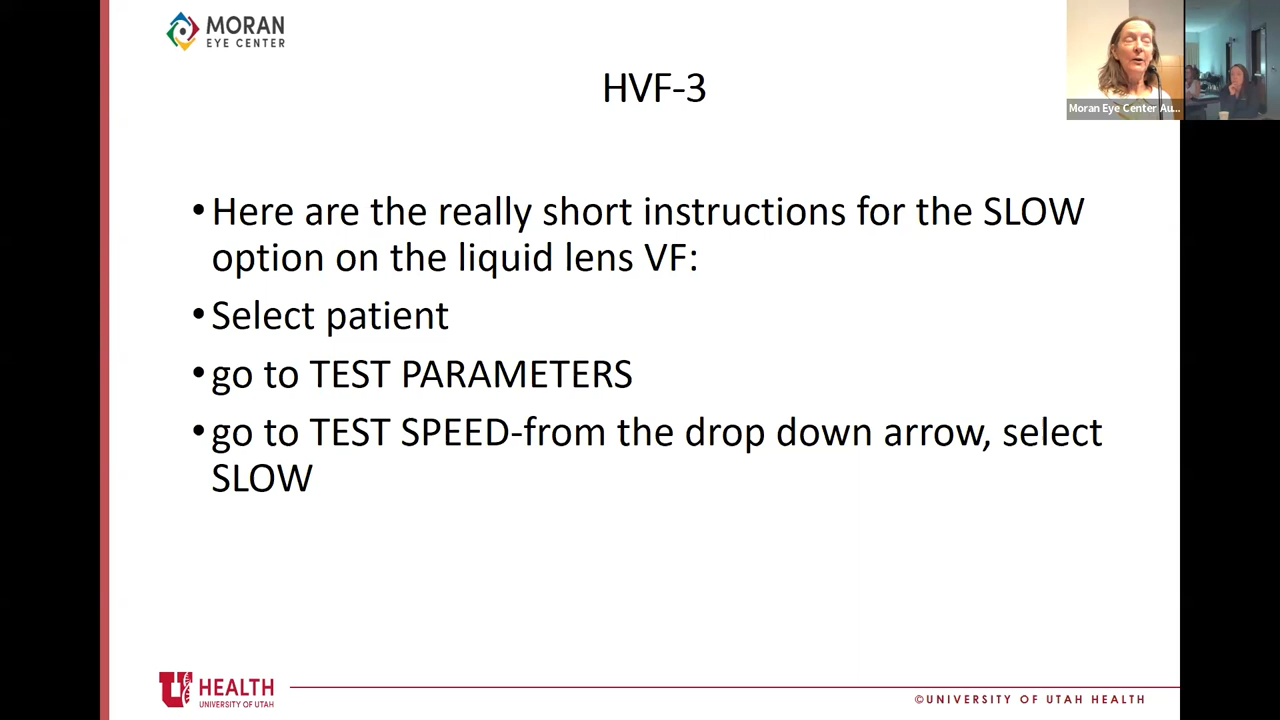 MORAN
EYE CENTER
Moran Eye Center Au...
HVF-3
•Here are the really short instructions for the SLOW
option on the liquid lens VF:
•Select patient
•go to TEST PARAMETERS
•go to TEST SPEED-from the drop down arrow, select
SLOW
U HEALTH
UNIVERSITY OF UTAH
©UNIVERSITY OF UTAH HEALTH